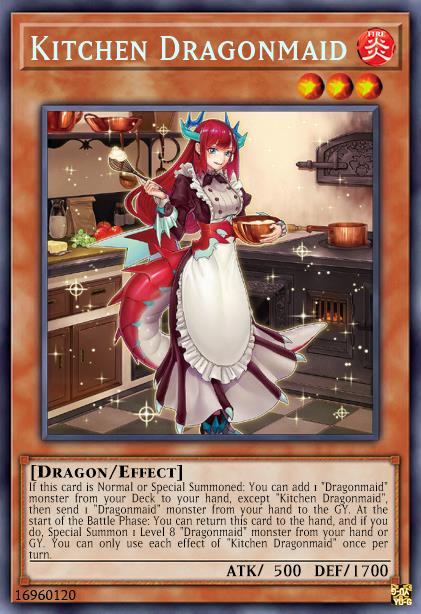 Kitchen Dragonmaid
FIRE
炎
[Dragon/Effect]
If this card is Normal or Special Summoned: You can add 1 "Dragonmaid"
monster from your Deck to your hand, except "Kitchen Dragonmaid",
then send 1 "Dragonmaid" monster from your hand to the GY. At the
start of the Battle Phase: You can return this card to the hand, and if you
do, Special Summon 1 Level 8 "Dragonmaid" monster from your hand or
GY. You can only use each effect of "Kitchen Dragonmaid" once per
turn.
ATK/ 500 DEF/1700
16960120